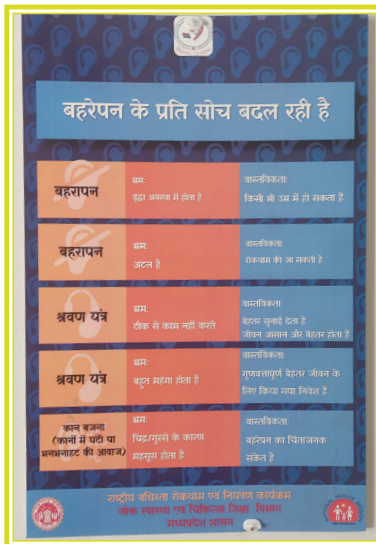 बहरेपन के प्रति सोच बदल रही है
बहरापन
भ्रम:
वृद्धा अवस्था में होता है
वास्तविकता:
किसी भी उम्र में हो सकता है
बहरापन
भ्रम:
अटल है
वास्तविकता:
रोकथाम की जा सकती है
श्रवण यंत्र
भ्रम:
ठीक से काम नहीं करते
वास्तविकता:
बेहतर सुनाई देता है
जीवन आसान और बेहतर होता है
श्रवण यंत्र
भ्रम:
बहुत महंगा होता है
वास्तविकता:
गुणवत्तापूर्ण बेहतर जीवन के
लिए किया गया निवेश है
कान बजना
(कानों में घंटी या
भनभनाहट की आवाज)
भ्रम:
चिढ़/गुस्से के कारण
महसूस होता है
वास्तविकता:
बहरेपन का चिंताजनक
संकेत है
राष्ट्रीय बधिरता रोकथाम एवं नियंत्रण कार्यक्रम
लोक स्वास्थ्य एवं चिकित्सा शिक्षा विभाग
मध्यप्रदेश शासन